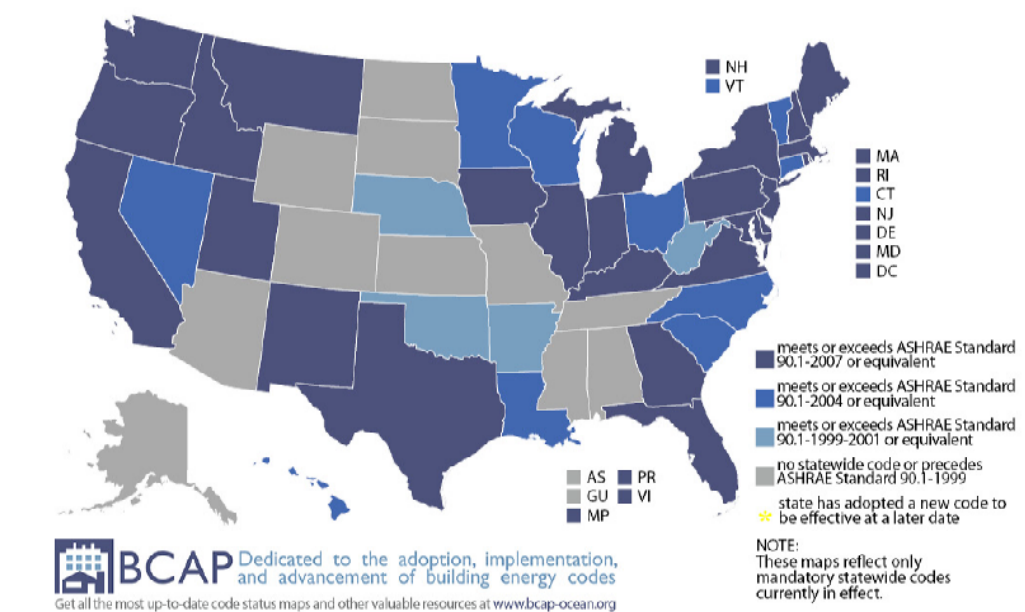 NH
VT
MA
RI
CT
NJ
DE
MD
DC
meets or exceeds ASHRAE Standard
90.1-2007 or equivalent
meets or exceeds ASHRAE Standard
90.1-2004 or equivalent
meets or exceeds ASHRAE Standard
90.1-1999-2001 or equivalent
no statewide code or precedes
ASHRAE Standard 90.1-1999
* state has adopted a new code to
be effective at a later date
AS PR
GU VI
MP
NOTE:
These maps reflect only
mandatory statewide codes
currently in effect.
BCAP Dedicated to the adoption, implementation,
and advancement of building energy codes
Get all the most up-to-date code status maps and other valuable resources at www.bcap-ocean.org